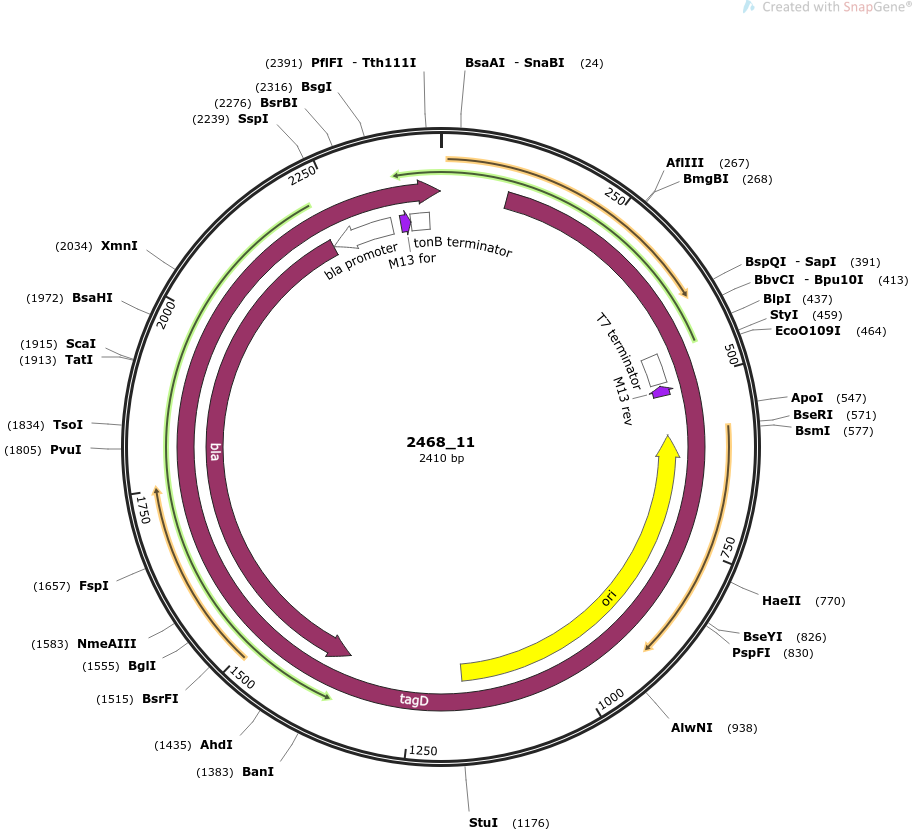 Created with SnapGene®
(2391) PflFI - Tth111I
BsaAI - SnaBI (24)
(2316) BsgI
(2276) BsrBI
(2239) SspI
AflIII (267)
BmgBI (268)
2250
250
(2034) XmnI
BspQI - SapI (391)
BbvCI - Bpu10I (413)
BlpI (437)
StyI (459)
EcoO109I (464)
bla promoter
M13 for
tonB terminator
(1972) BsaHI
2000
T7 terminator
500
(1915) ScaI
(1913) TatI
M13 rev
ApoI (547)
BseRI (571)
BsmI (577)
(1834) TsoI
(1805) PvuI
bla
2468_11
2410 bp
1750
750
(1657) FspI
ori
HaeII (770)
(1583) NmeAIII
(1555) BglI
BseYI (826)
PspFI (830)
1500
(1515) BsrFI
tagD
1000
AlwNI (938)
(1435) AhdI
1250
(1383) BanI
StuI (1176)